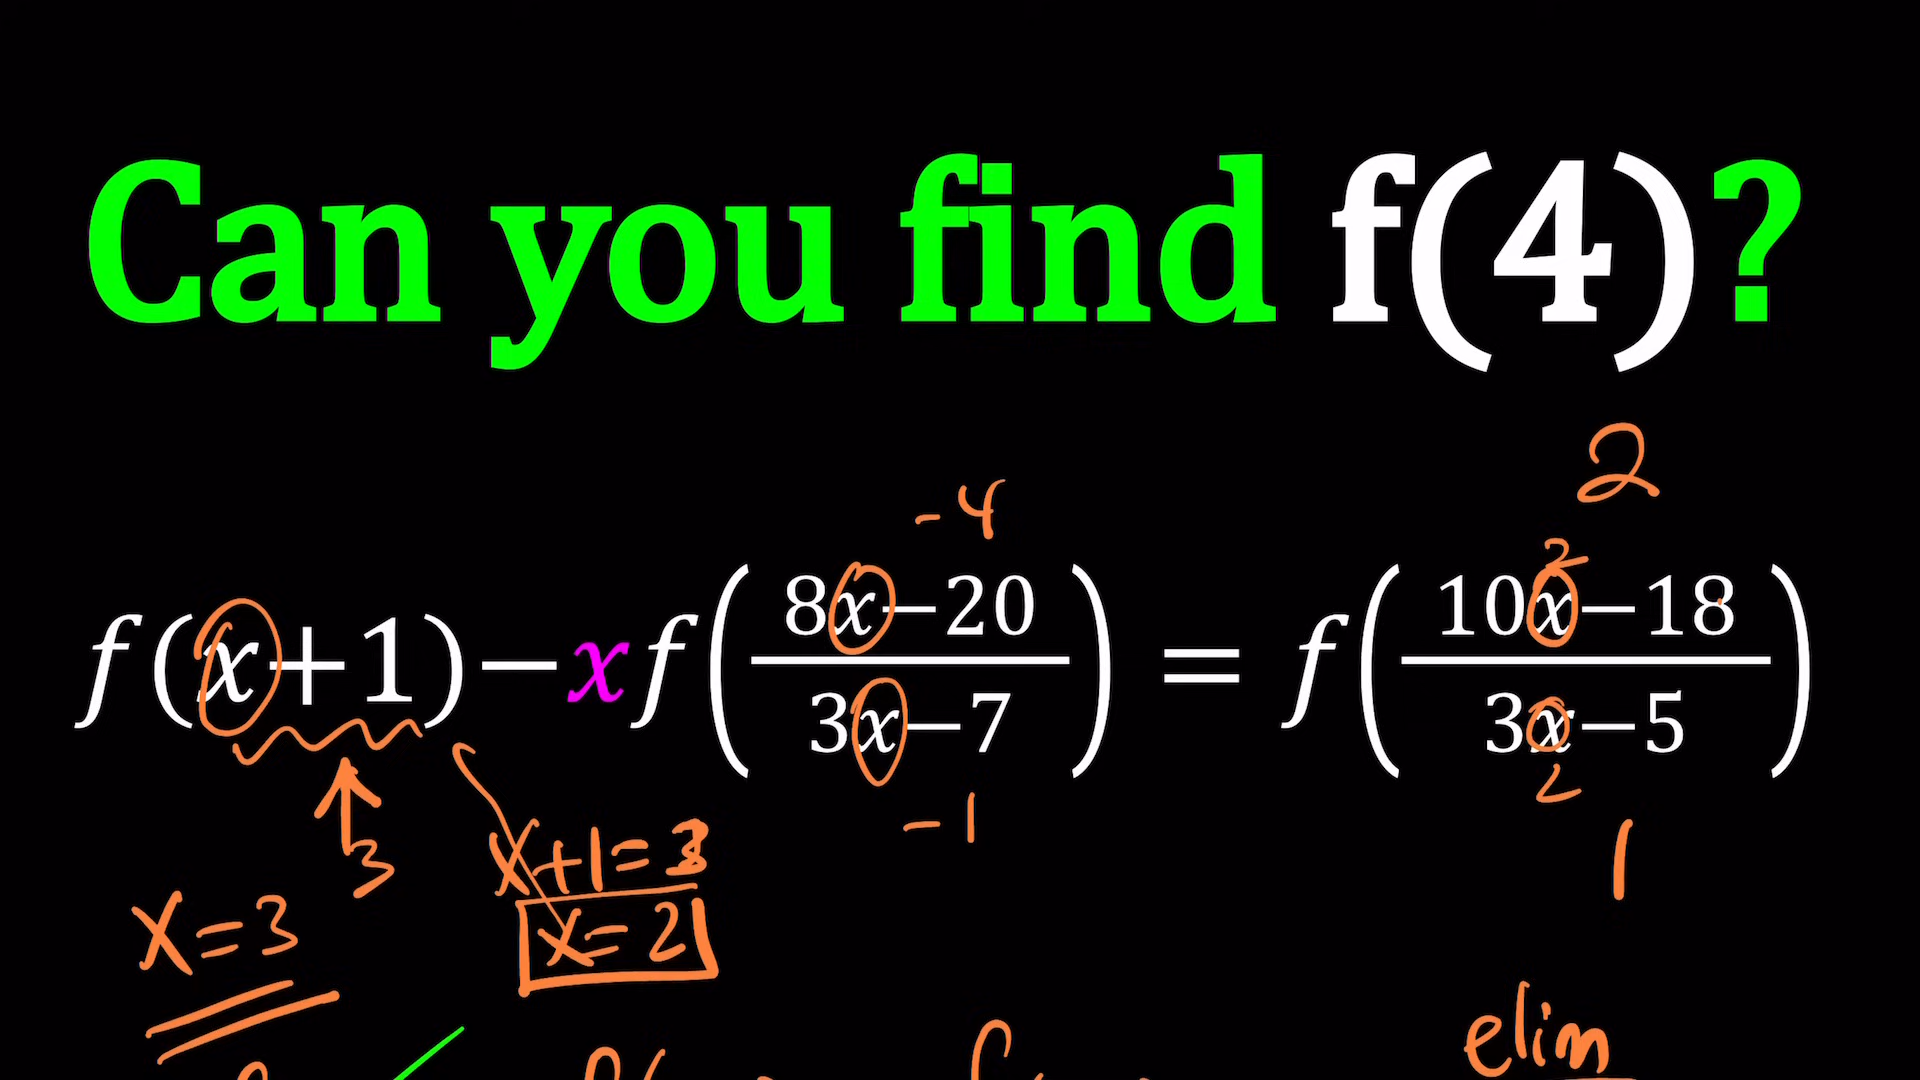 Can you find f(4)?
2
-4
2
f(x+1)−xf((8x−20)/(3x−7)) = f((10x−18)/(3x−5))
2
-1
1
3
x+1=3
x=3
x=2
elim